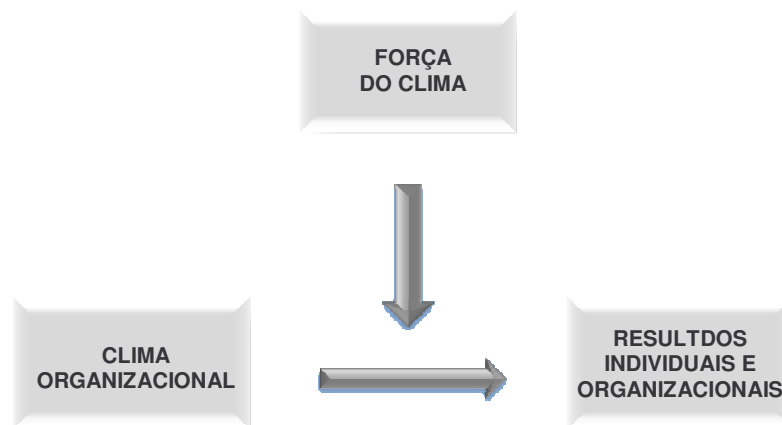 FORÇA
DO CLIMA
CLIMA
ORGANIZACIONAL
RESULTDOS
INDIVIDUAIS E
ORGANIZACIONAIS